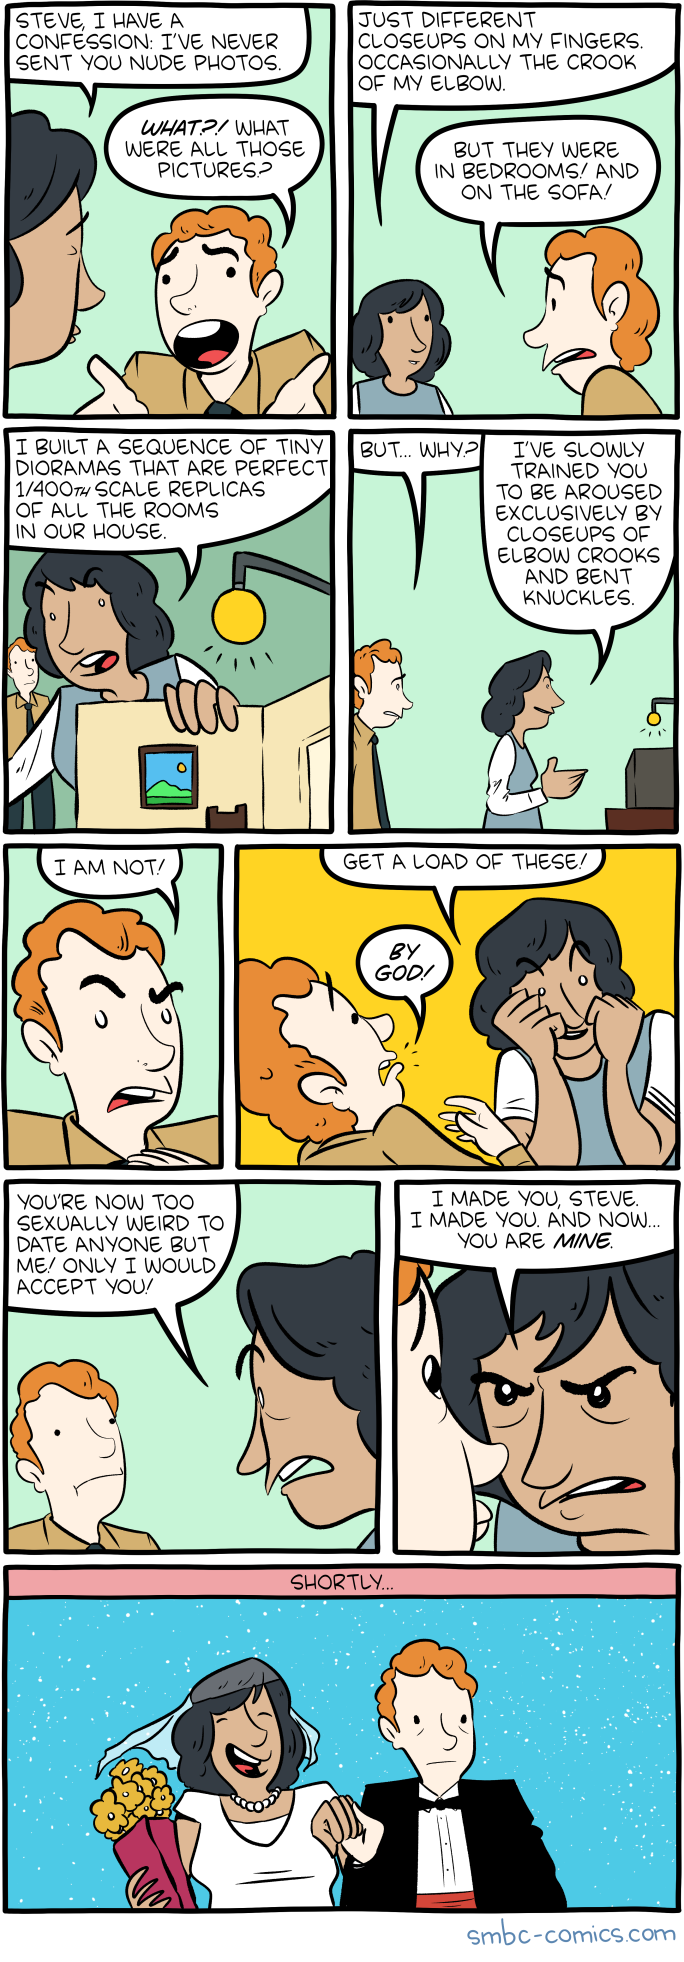 STEVE, I HAVE A
CONFESSION: I'VE NEVER
SENT YOU NUDE PHOTOS.
WHAT?! WHAT
WERE ALL THOSE
PICTURES?
JUST DIFFERENT
CLOSEUPS ON MY FINGERS.
OCCASIONALLY THE CROOK
OF MY ELBOW.
BUT THEY WERE
IN BEDROOMS! AND
ON THE SOFA!
I BUILT A SEQUENCE OF TINY
DIORAMAS THAT ARE PERFECT
1/400TH SCALE REPLICAS
OF ALL THE ROOMS
IN OUR HOUSE.
BUT... WHY?
I'VE SLOWLY
TRAINED YOU
TO BE AROUSED
EXCLUSIVELY BY
CLOSEUPS OF
ELBOW CROOKS
AND BENT
KNUCKLES.
I AM NOT!
GET A LOAD OF THESE!
BY
GOD!
YOU'RE NOW TOO
SEXUALLY WEIRD TO
DATE ANYONE BUT
ME! ONLY I WOULD
ACCEPT YOU!
I MADE YOU, STEVE.
I MADE YOU. AND NOW...
YOU ARE MINE.
SHORTLY...
smbc-comics.com